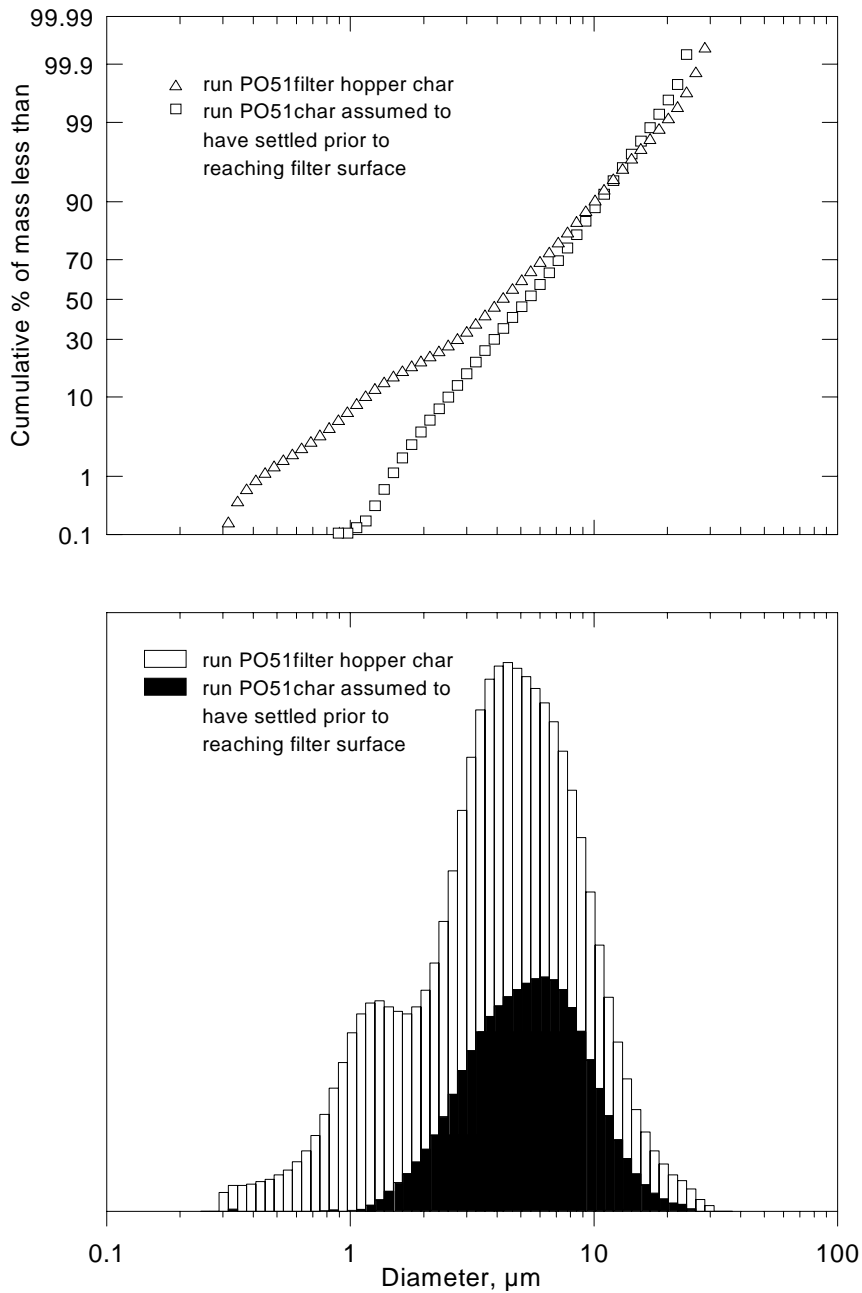 99.99
99.9
99
90
70
50
30
10
1
0.1
Cumulative % of mass less than
run PO51filter hopper char
run PO51char assumed to
have settled prior to
reaching filter surface
run PO51filter hopper char
run PO51char assumed to
have settled prior to
reaching filter surface
0.1 1 10 100
Diameter, µm